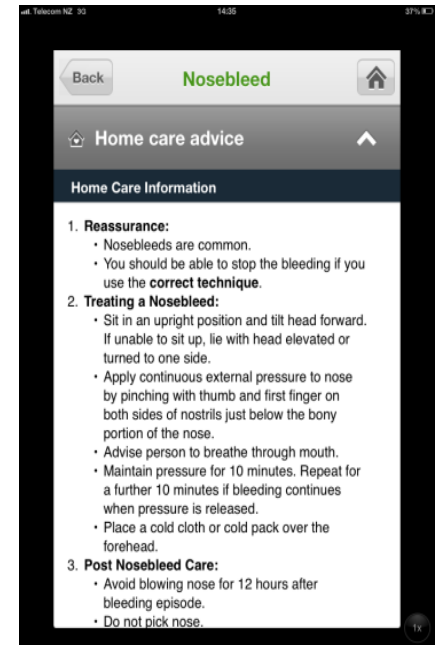 Telecom NZ 3G 14:35 37%
Back Nosebleed
Home care advice
Home Care Information
1. Reassurance:
• Nosebleeds are common.
• You should be able to stop the bleeding if you
use the correct technique.
2. Treating a Nosebleed:
• Sit in an upright position and tilt head forward.
If unable to sit up, lie with head elevated or
turned to one side.
• Apply continuous external pressure to nose
by pinching with thumb and first finger on
both sides of nostrils just below the bony
portion of the nose.
• Advise person to breathe through mouth.
• Maintain pressure for 10 minutes. Repeat for
a further 10 minutes if bleeding continues
when pressure is released.
• Place a cold cloth or cold pack over the
forehead.
3. Post Nosebleed Care:
• Avoid blowing nose for 12 hours after
bleeding episode.
• Do not pick nose.
1x